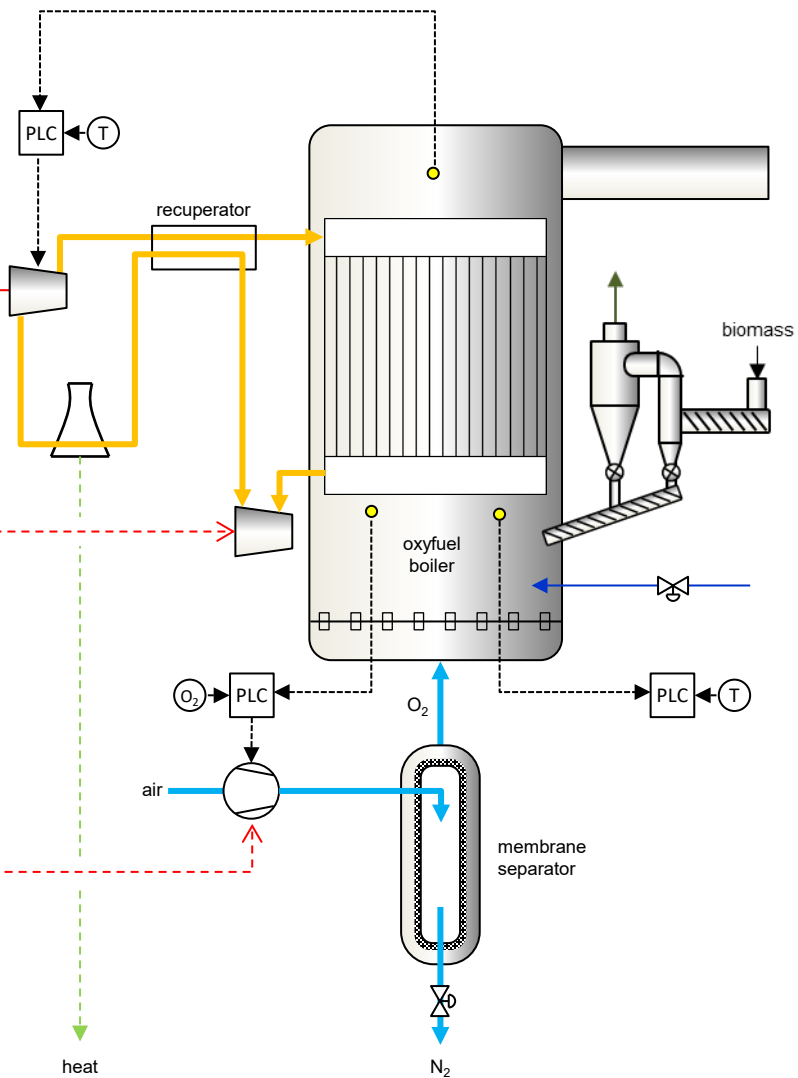 PLC
T
recuperator
biomass
oxyfuel
boiler
O₂
PLC
O₂
PLC
T
air
membrane
separator
heat
N₂